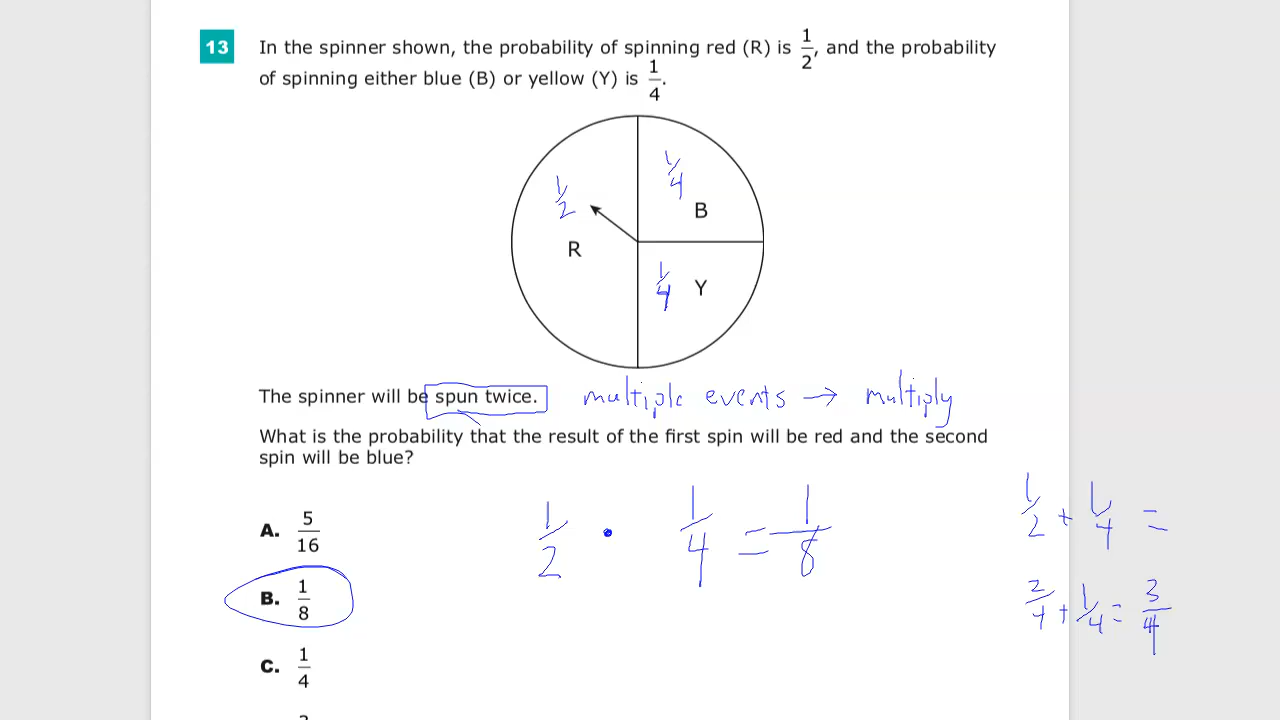 13 In the spinner shown, the probability of spinning red (R) is 1/2, and the probability
of spinning either blue (B) or yellow (Y) is 1/4.
1/4
1/2
B
R
1/4 Y
The spinner will be spun twice. multiple events → multiply
What is the probability that the result of the first spin will be red and the second
spin will be blue?
A. 5/16
1/2 · 1/4 = 1/8
1/2 + 1/4 =
B. 1/8
2/4 + 1/4 = 3/4
C. 1/4